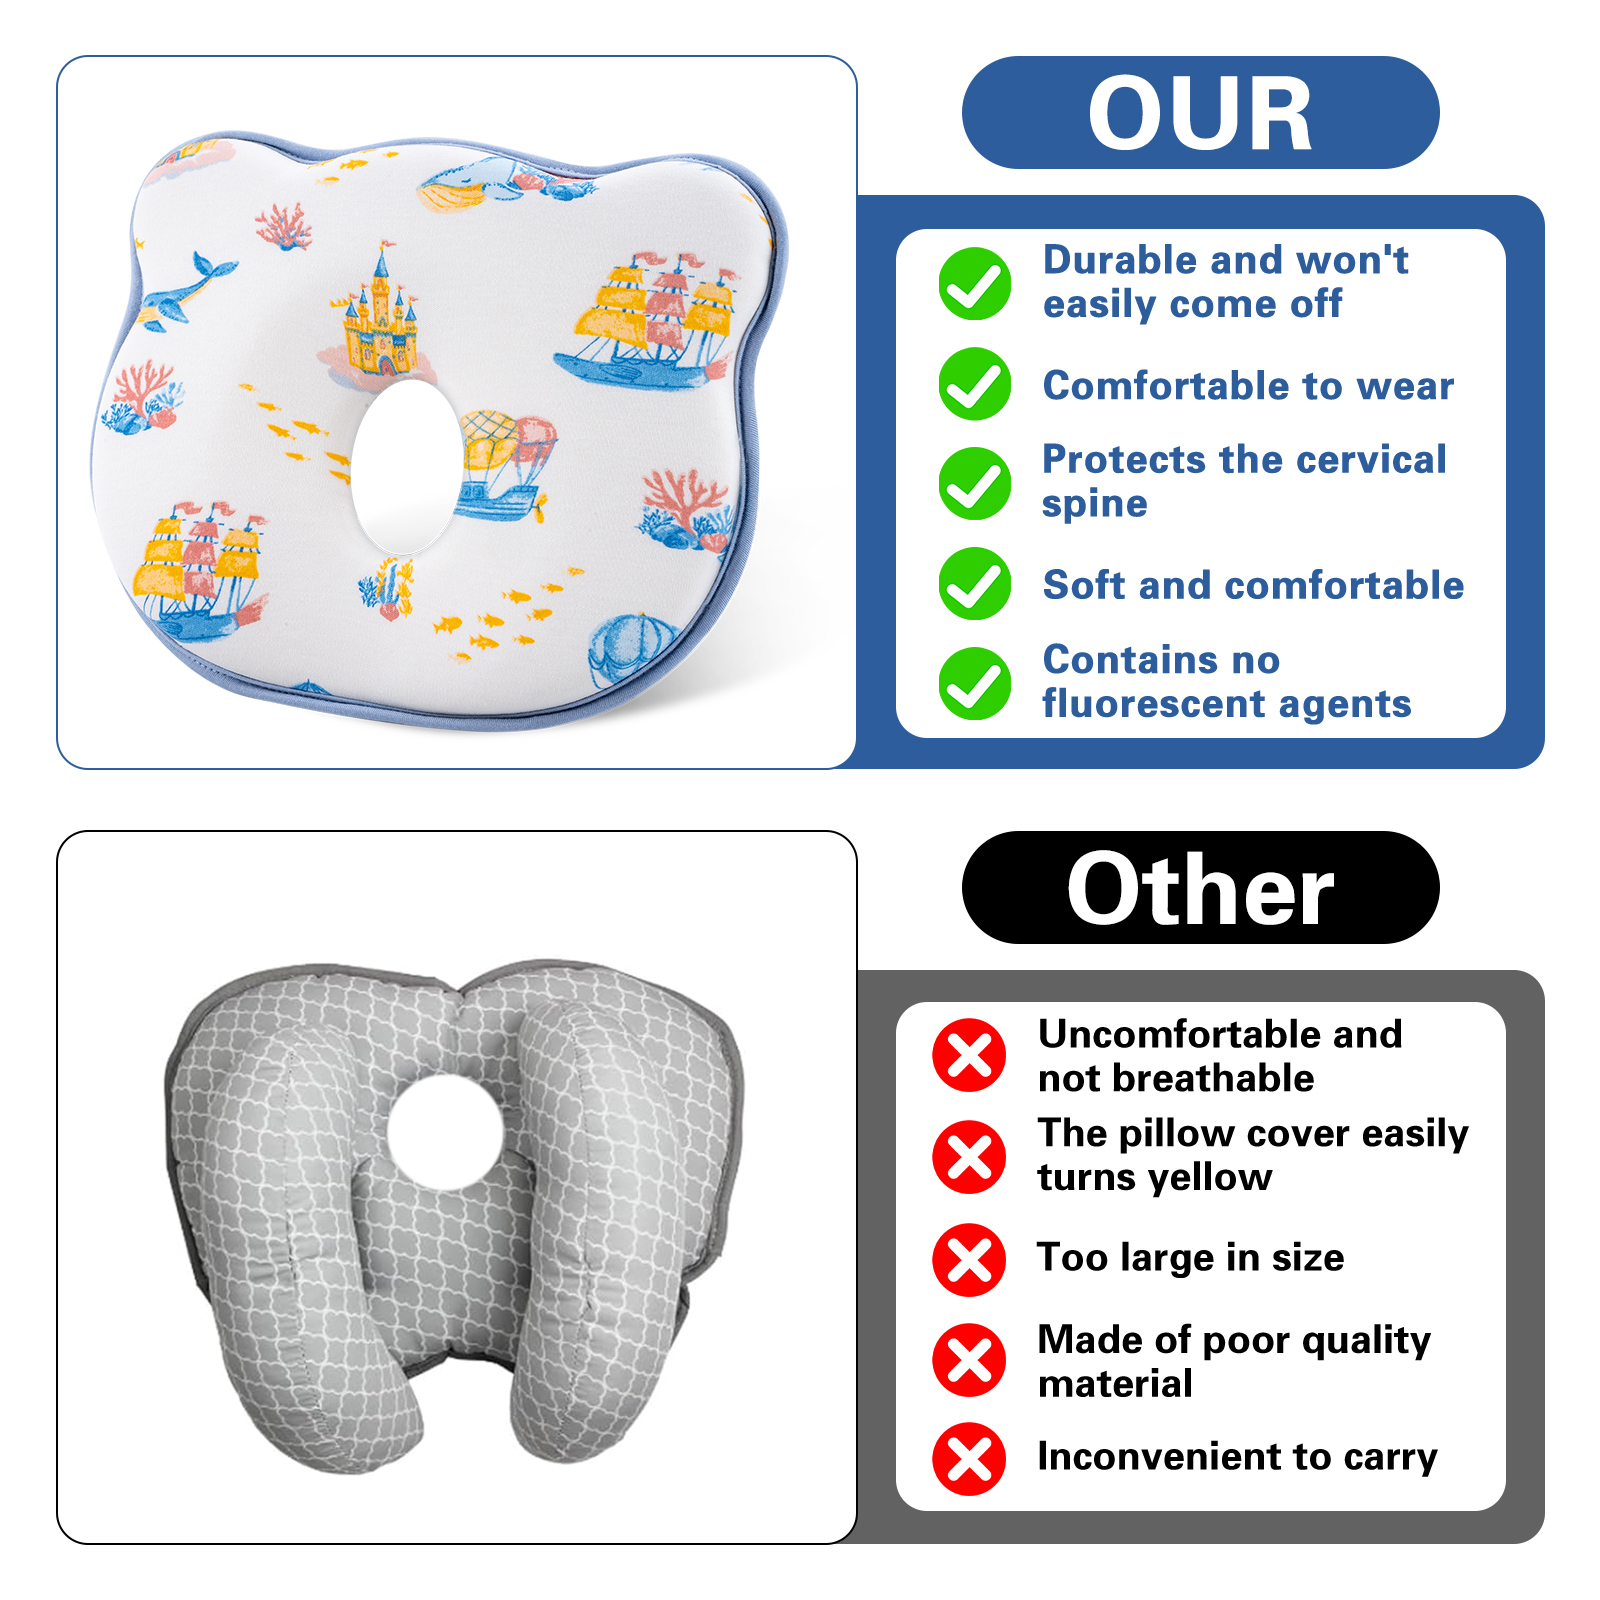 OUR
Durable and won't
easily come off
Comfortable to wear
Protects the cervical
spine
Soft and comfortable
Contains no
fluorescent agents
Other
Uncomfortable and
not breathable
The pillow cover easily
turns yellow
Too large in size
Made of poor quality
material
Inconvenient to carry